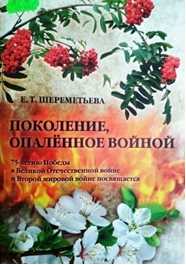 Е. Т. ШЕРЕМЕТЬЕВА
ПОКОЛЕНИЕ,
ОПАЛЁННОЕ ВОЙНОЙ
75-летию Победы
в Великой Отечественной войне
и Второй мировой войне посвящается